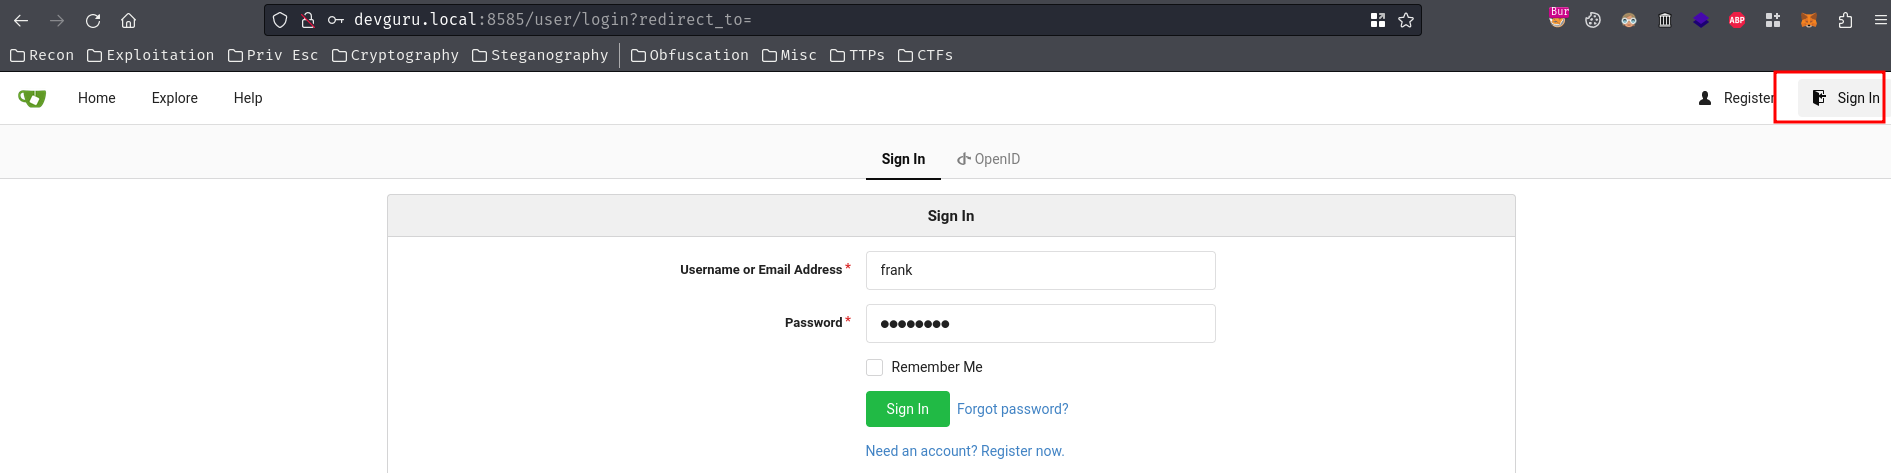 devguru.local:8585/user/login?redirect_to=
Bur
ABP
Recon Exploitation Priv Esc Cryptography Steganography Obfuscation Misc TTPs CTFs
Home Explore Help Register Sign In
Sign In OpenID
Sign In
Username or Email Address *
frank
Password *
Remember Me
Sign In Forgot password?
Need an account? Register now.